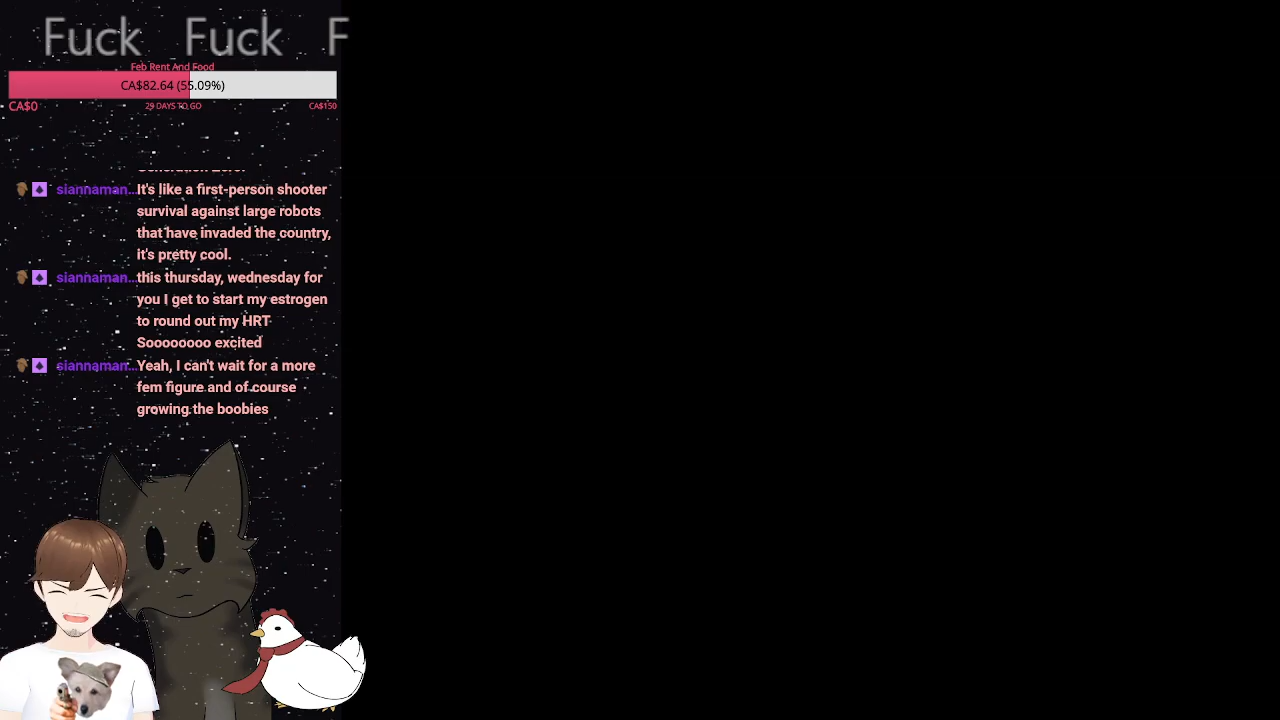 Fuck Fuck F
Feb Rent And Food
CA$82.64 (55.09%)
CA$0 29 DAYS TO GO CA$150
siannaman... It's like a first-person shooter
survival against large robots
that have invaded the country,
it's pretty cool.
siannaman... this thursday, wednesday for
you I get to start my estrogen
to round out my HRT
Soooooooo excited
siannaman... Yeah, I can't wait for a more
fem figure and of course
growing the boobies